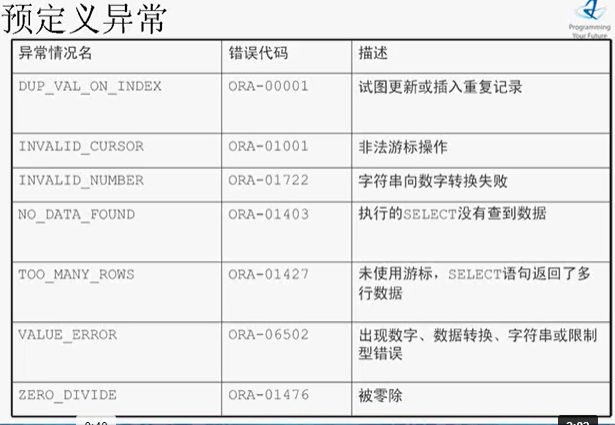 预定义异常
Programming
Your Future
异常情况名 错误代码 描述
DUP_VAL_ON_INDEX ORA-00001 试图更新或插入重复记录
INVALID_CURSOR ORA-01001 非法游标操作
INVALID_NUMBER ORA-01722 字符串向数字转换失败
NO_DATA_FOUND ORA-01403 执行的SELECT没有查到数据
TOO_MANY_ROWS ORA-01427 未使用游标，SELECT语句返回了多
行数据
VALUE_ERROR ORA-06502 出现数字、数据转换、字符串或限制
型错误
ZERO_DIVIDE ORA-01476 被零除